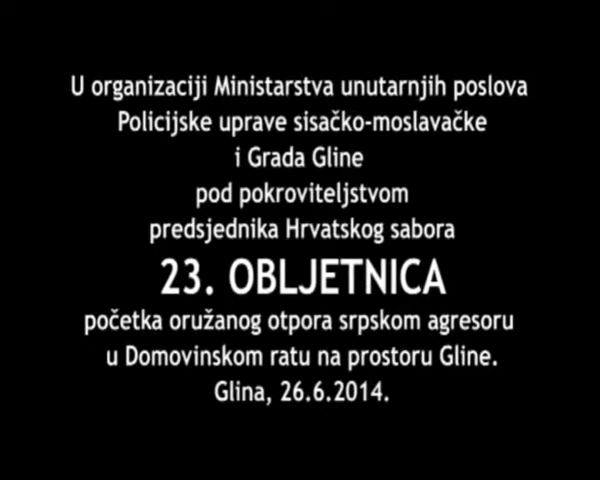 U organizaciji Ministarstva unutarnjih poslova
Policijske uprave sisačko-moslavačke
i Grada Gline
pod pokroviteljstvom
predsjednika Hrvatskog sabora
23. OBLJETNICA
početka oružanog otpora srpskom agresoru
u Domovinskom ratu na prostoru Gline.
Glina, 26.6.2014.